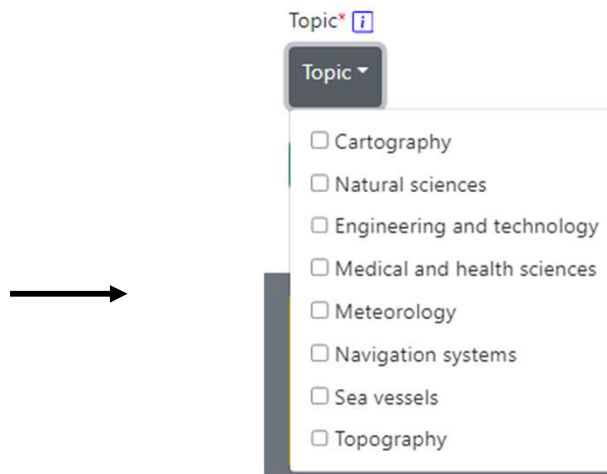 Topic* i
Topic
Cartography
Natural sciences
Engineering and technology
Medical and health sciences
Meteorology
Navigation systems
Sea vessels
Topography